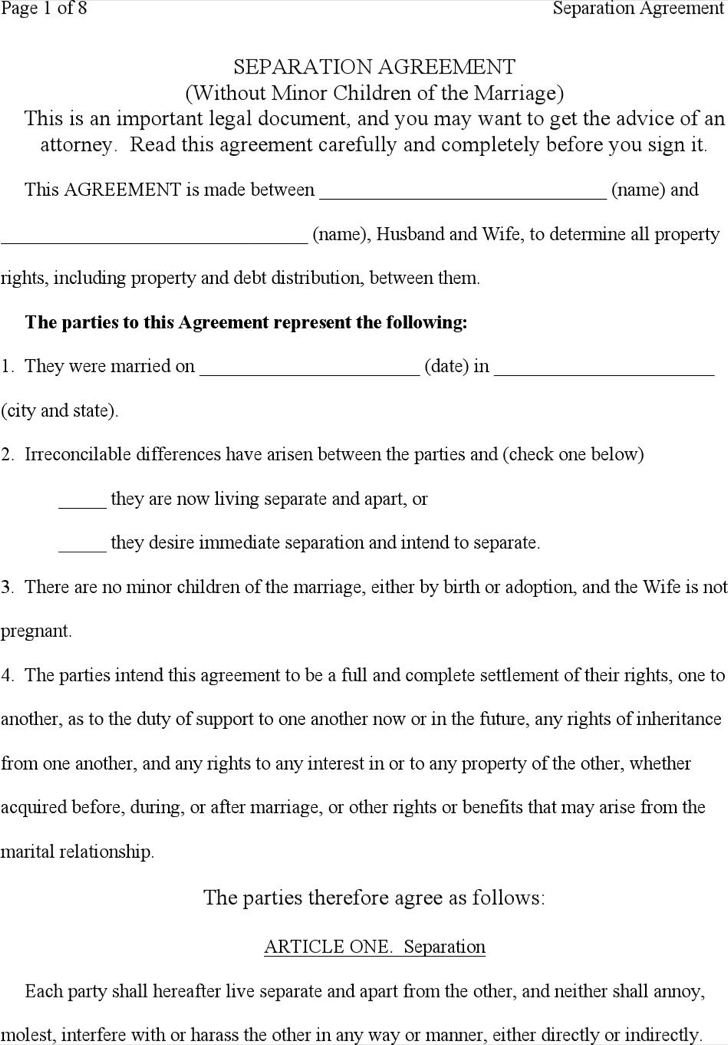 Page 1 of 8 Separation Agreement
SEPARATION AGREEMENT
(Without Minor Children of the Marriage)
This is an important legal document, and you may want to get the advice of an
attorney.  Read this agreement carefully and completely before you sign it.
This AGREEMENT is made between ______________________________ (name) and
________________________________ (name), Husband and Wife, to determine all property
rights, including property and debt distribution, between them.
The parties to this Agreement represent the following:
1.  They were married on _______________________ (date) in _______________________
(city and state).
2.  Irreconcilable differences have arisen between the parties and (check one below)
_____ they are now living separate and apart, or
_____ they desire immediate separation and intend to separate.
3.  There are no minor children of the marriage, either by birth or adoption, and the Wife is not
pregnant.
4.  The parties intend this agreement to be a full and complete settlement of their rights, one to
another, as to the duty of support to one another now or in the future, any rights of inheritance
from one another, and any rights to any interest in or to any property of the other, whether
acquired before, during, or after marriage, or other rights or benefits that may arise from the
marital relationship.
The parties therefore agree as follows:
ARTICLE ONE.  Separation
Each party shall hereafter live separate and apart from the other, and neither shall annoy,
molest, interfere with or harass the other in any way or manner, either directly or indirectly.